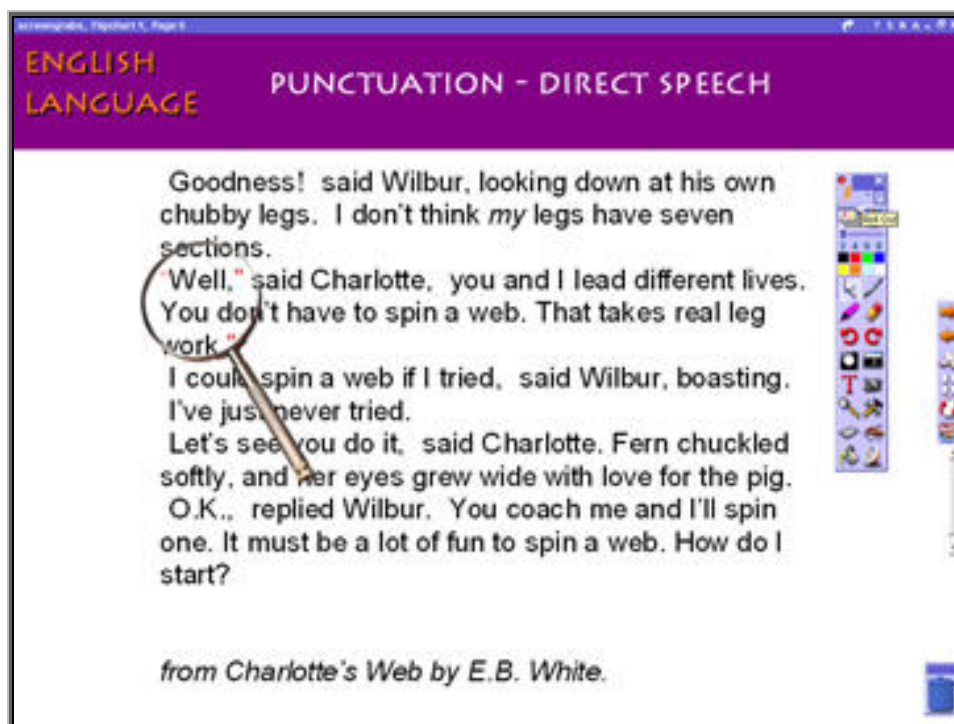 screengrabs, flipchart 1, Page 6
ENGLISH
LANGUAGE
PUNCTUATION - DIRECT SPEECH
Goodness! said Wilbur, looking down at his own
chubby legs. I don't think my legs have seven
sections.
"Well," said Charlotte, you and I lead different lives.
You don't have to spin a web. That takes real leg
work."
I could spin a web if I tried, said Wilbur, boasting.
I've just never tried.
Let's see you do it, said Charlotte. Fern chuckled
softly, and her eyes grew wide with love for the pig.
O.K., replied Wilbur. You coach me and I'll spin
one. It must be a lot of fun to spin a web. How do I
start?
from Charlotte's Web by E.B. White.